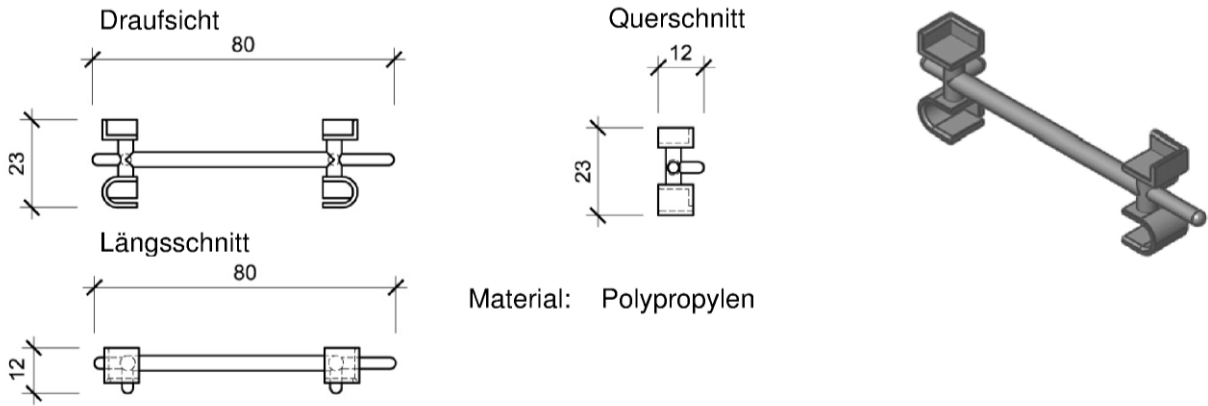 Draufsicht
80
23
Längsschnitt
80
12
Querschnitt
12
23
Material: Polypropylen